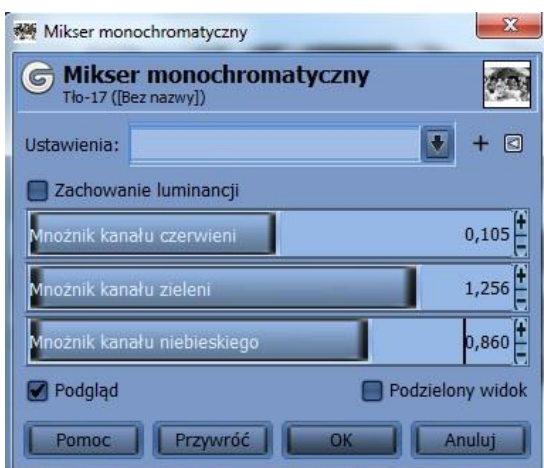 Mikser monochromatyczny
Mikser monochromatyczny
Tło-17 ([Bez nazwy])
Ustawienia:
Zachowanie luminancji
Mnożnik kanału czerwieni 0,105
Mnożnik kanału zieleni 1,256
Mnożnik kanału niebieskiego 0,860
Podgląd Podzielony widok
Pomoc Przywróć OK Anuluj